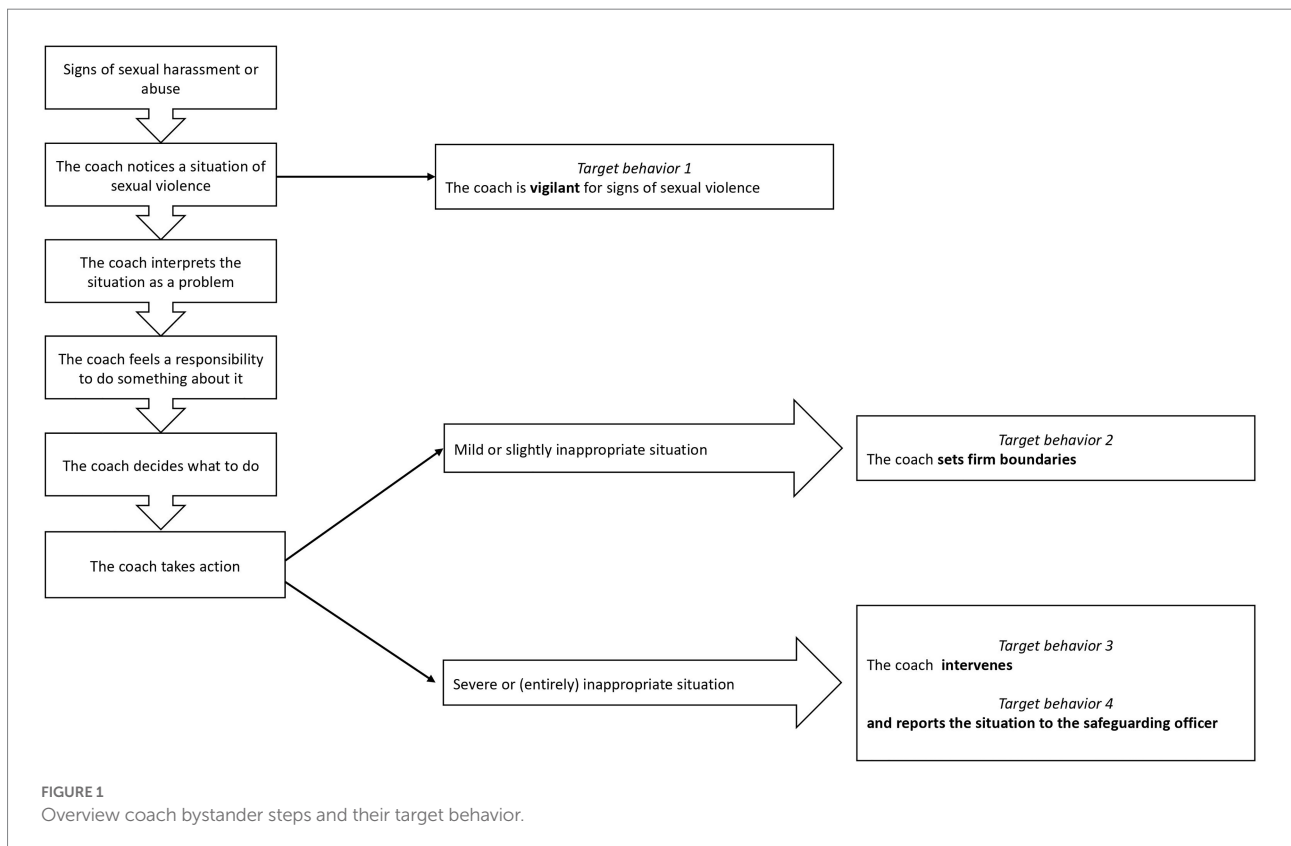 Signs of sexual harassment or
abuse
The coach notices a situation of
sexual violence
Target behavior 1
The coach is vigilant for signs of sexual violence
The coach interprets the
situation as a problem
The coach feels a responsibility
to do something about it
The coach decides what to do
The coach takes action
Mild or slightly inappropriate situation
Target behavior 2
The coach sets firm boundaries
Severe or (entirely) inappropriate situation
Target behavior 3
The coach intervenes
Target behavior 4
and reports the situation to the safeguarding officer
FIGURE 1
Overview coach bystander steps and their target behavior.